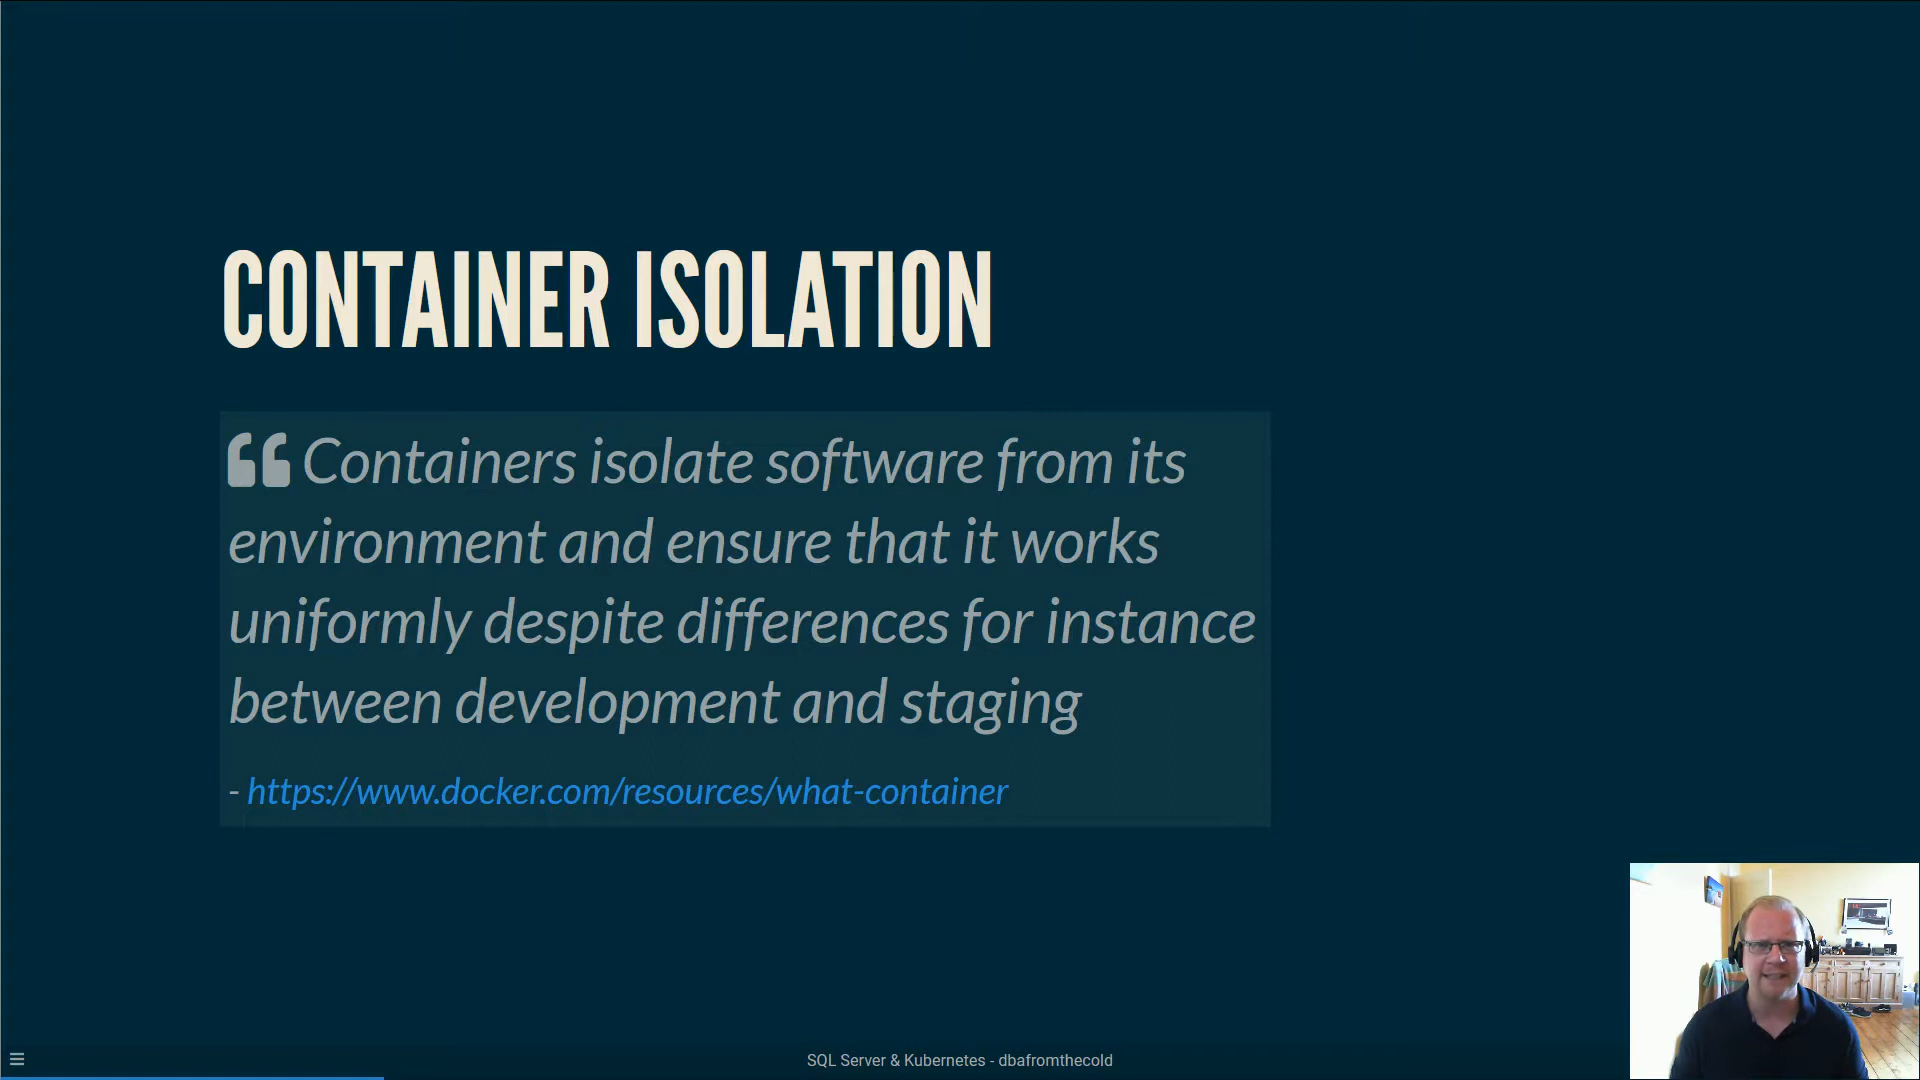 CONTAINER ISOLATION
Containers isolate software from its
environment and ensure that it works
uniformly despite differences for instance
between development and staging
- https://www.docker.com/resources/what-container
SQL Server & Kubernetes - dbafromthecold